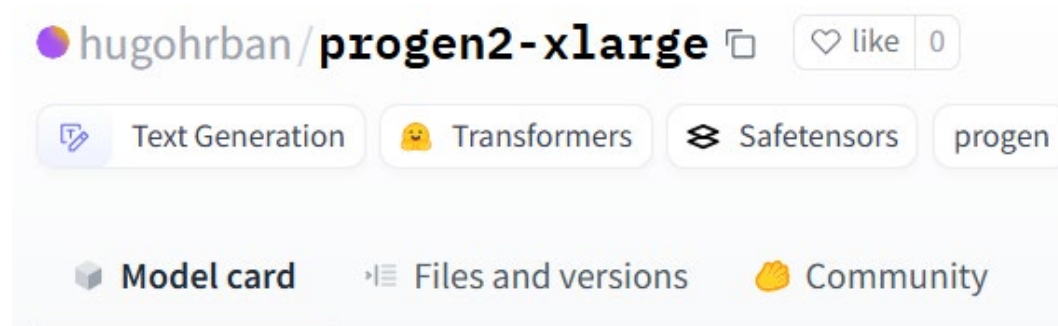 hugohrban/progen2-xlarge like 0
Text Generation Transformers Safetensors progen
Model card Files and versions Community